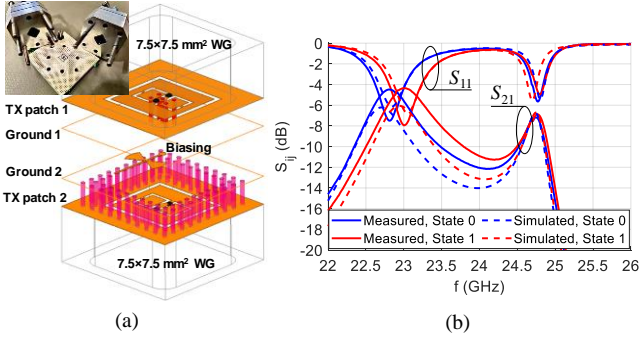 7.5×7.5 mm² WG
TX patch 1
Ground 1
Biasing
Ground 2
TX patch 2
7.5×7.5 mm² WG
(a)
0
-2
-4
-6
-8
-10
-12
-14
-16
-18
-20
S_ij (dB)
S₁₁
S₂₁
Measured, State 0
Simulated, State 0
Measured, State 1
Simulated, State 1
22 22.5 23 23.5 24 24.5 25 25.5 26
f (GHz)
(b)